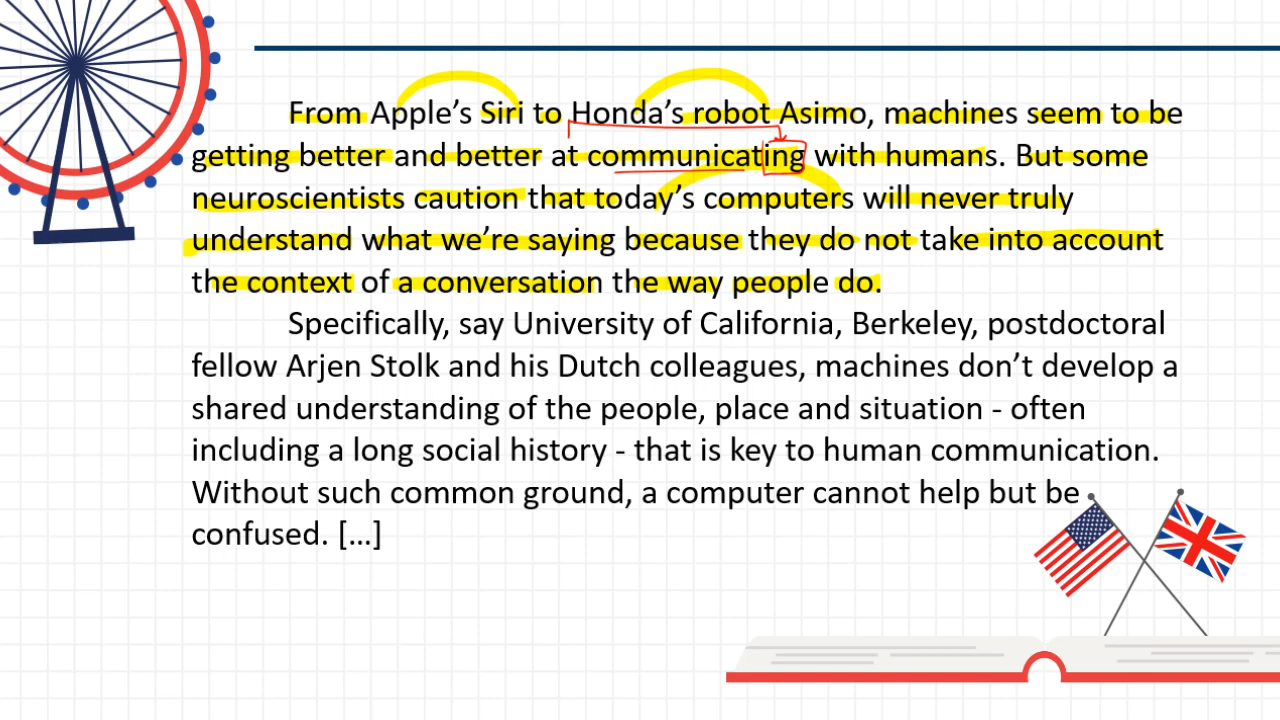 From Apple’s Siri to Honda’s robot Asimo, machines seem to be
getting better and better at communicating with humans. But some
neuroscientists caution that today’s computers will never truly
understand what we’re saying because they do not take into account
the context of a conversation the way people do.
Specifically, say University of California, Berkeley, postdoctoral
fellow Arjen Stolk and his Dutch colleagues, machines don’t develop a
shared understanding of the people, place and situation - often
including a long social history - that is key to human communication.
Without such common ground, a computer cannot help but be
confused. […]